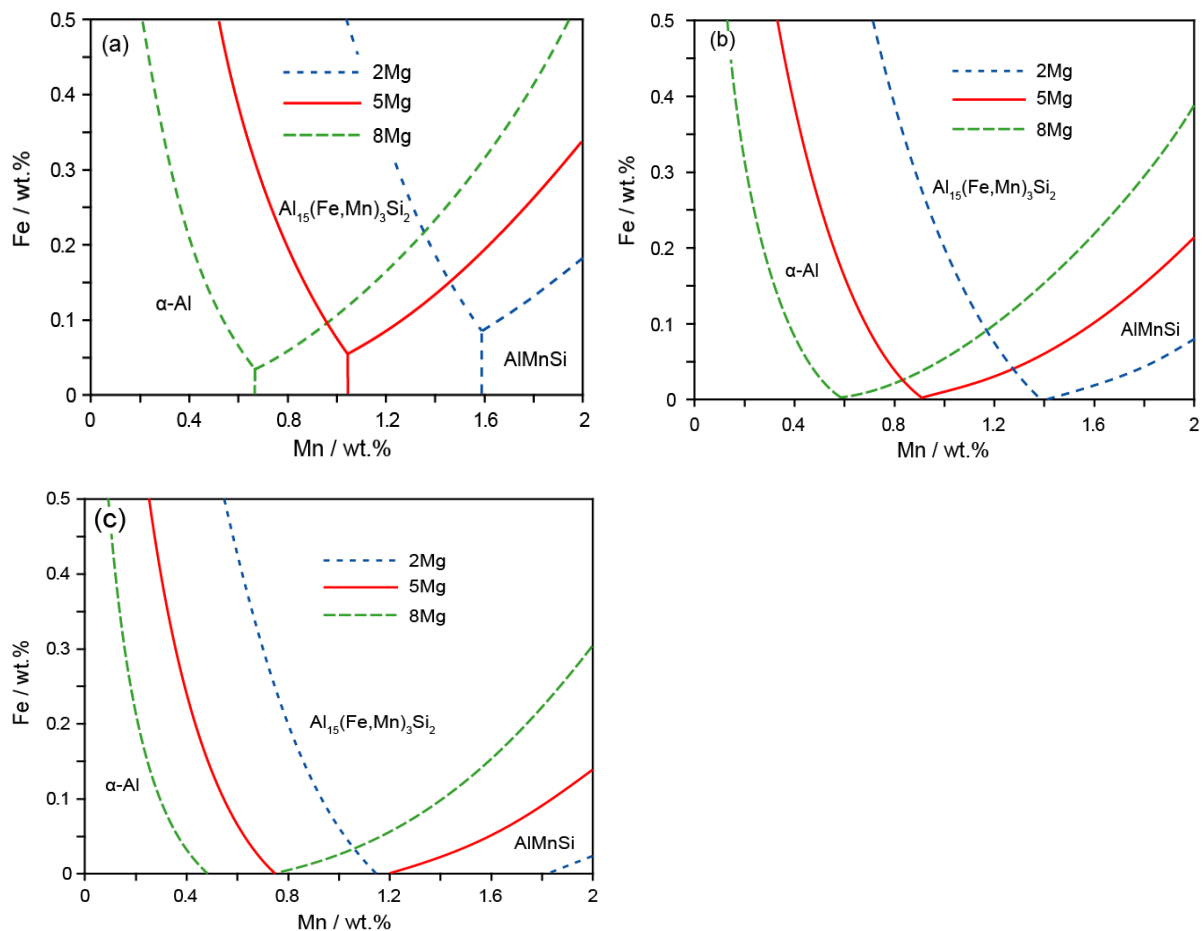 (a)
2Mg
5Mg
8Mg
Al₁₅(Fe,Mn)₃Si₂
α-Al
AlMnSi
Fe / wt.%
0.5
0.4
0.3
0.2
0.1
0
0 0.4 0.8 1.2 1.6 2
Mn / wt.%
(b)
2Mg
5Mg
8Mg
Al₁₅(Fe,Mn)₃Si₂
α-Al
AlMnSi
Fe / wt.%
0.5
0.4
0.3
0.2
0.1
0
0 0.4 0.8 1.2 1.6 2
Mn / wt.%
(c)
2Mg
5Mg
8Mg
Al₁₅(Fe,Mn)₃Si₂
α-Al
AlMnSi
Fe / wt.%
0.5
0.4
0.3
0.2
0.1
0
0 0.4 0.8 1.2 1.6 2
Mn / wt.%